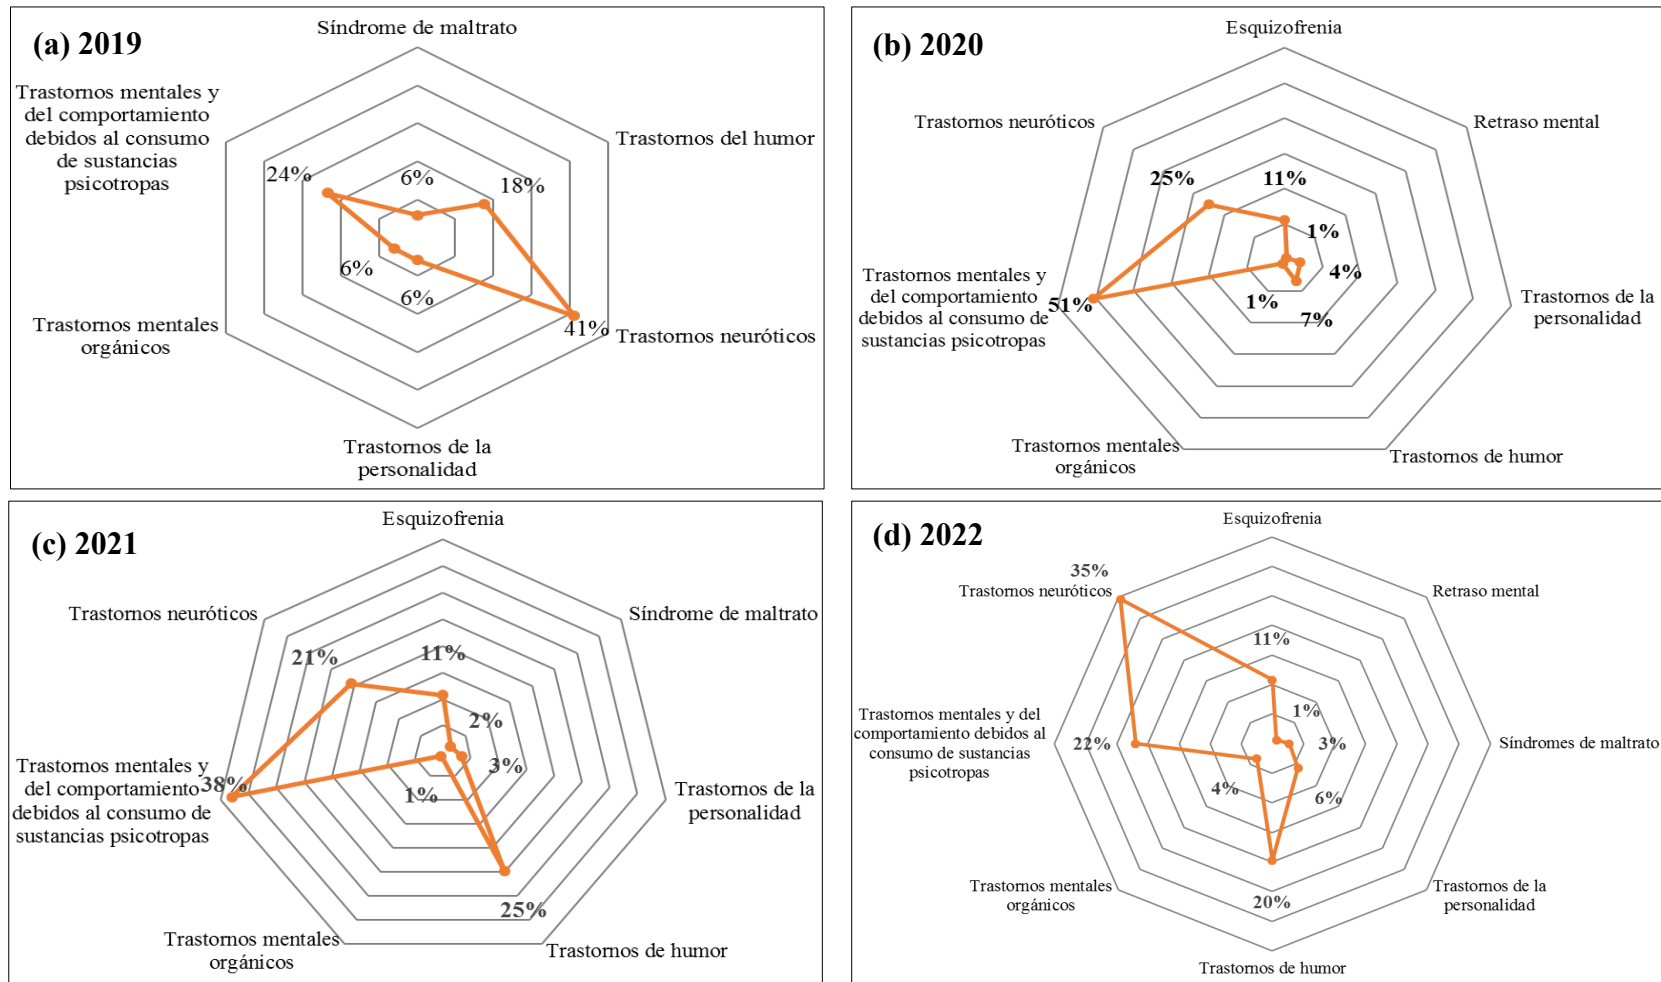 (a) 2019
Síndrome de maltrato
Trastornos mentales y
del comportamiento
debidos al consumo
de sustancias
psicotropas
Trastornos del humor
24%
6%
18%
6%
6%
41%
Trastornos neuróticos
Trastornos mentales
orgánicos
Trastornos de la
personalidad
(b) 2020
Esquizofrenia
Trastornos neuróticos
Retraso mental
25%
11%
1%
4%
Trastornos mentales y
del comportamiento
debidos al consumo de
sustancias psicotropas
51%
1%
7%
Trastornos de la
personalidad
Trastornos mentales
orgánicos
Trastornos de humor
(c) 2021
Esquizofrenia
Trastornos neuróticos
Síndrome de maltrato
21%
11%
2%
3%
Trastornos mentales y
del comportamiento
debidos al consumo de
sustancias psicotropas
38%
1%
Trastornos de la
personalidad
25%
Trastornos mentales
orgánicos
Trastornos de humor
(d) 2022
Esquizofrenia
35%
Trastornos neuróticos
Retraso mental
11%
1%
Trastornos mentales y del
comportamiento debidos al
consumo de sustancias
psicotropas
22%
3%
Síndromes de maltrato
4%
6%
Trastornos mentales
orgánicos
20%
Trastornos de la
personalidad
Trastornos de humor